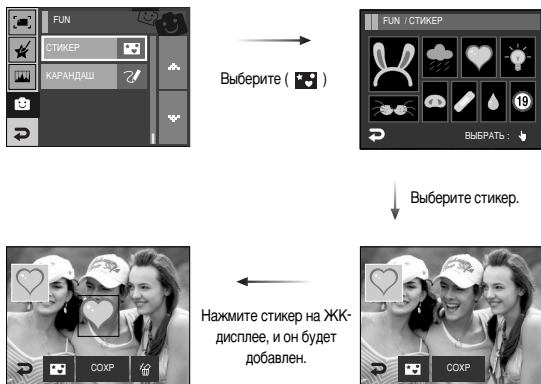 FUN
СТИКЕР
КАРАНДАШ
Выберите ( )
FUN / СТИКЕР
19
ВЫБРАТЬ :
Выберите стикер.
Нажмите стикер на ЖК-
дисплее, и он будет
добавлен.
СОХР
СОХР